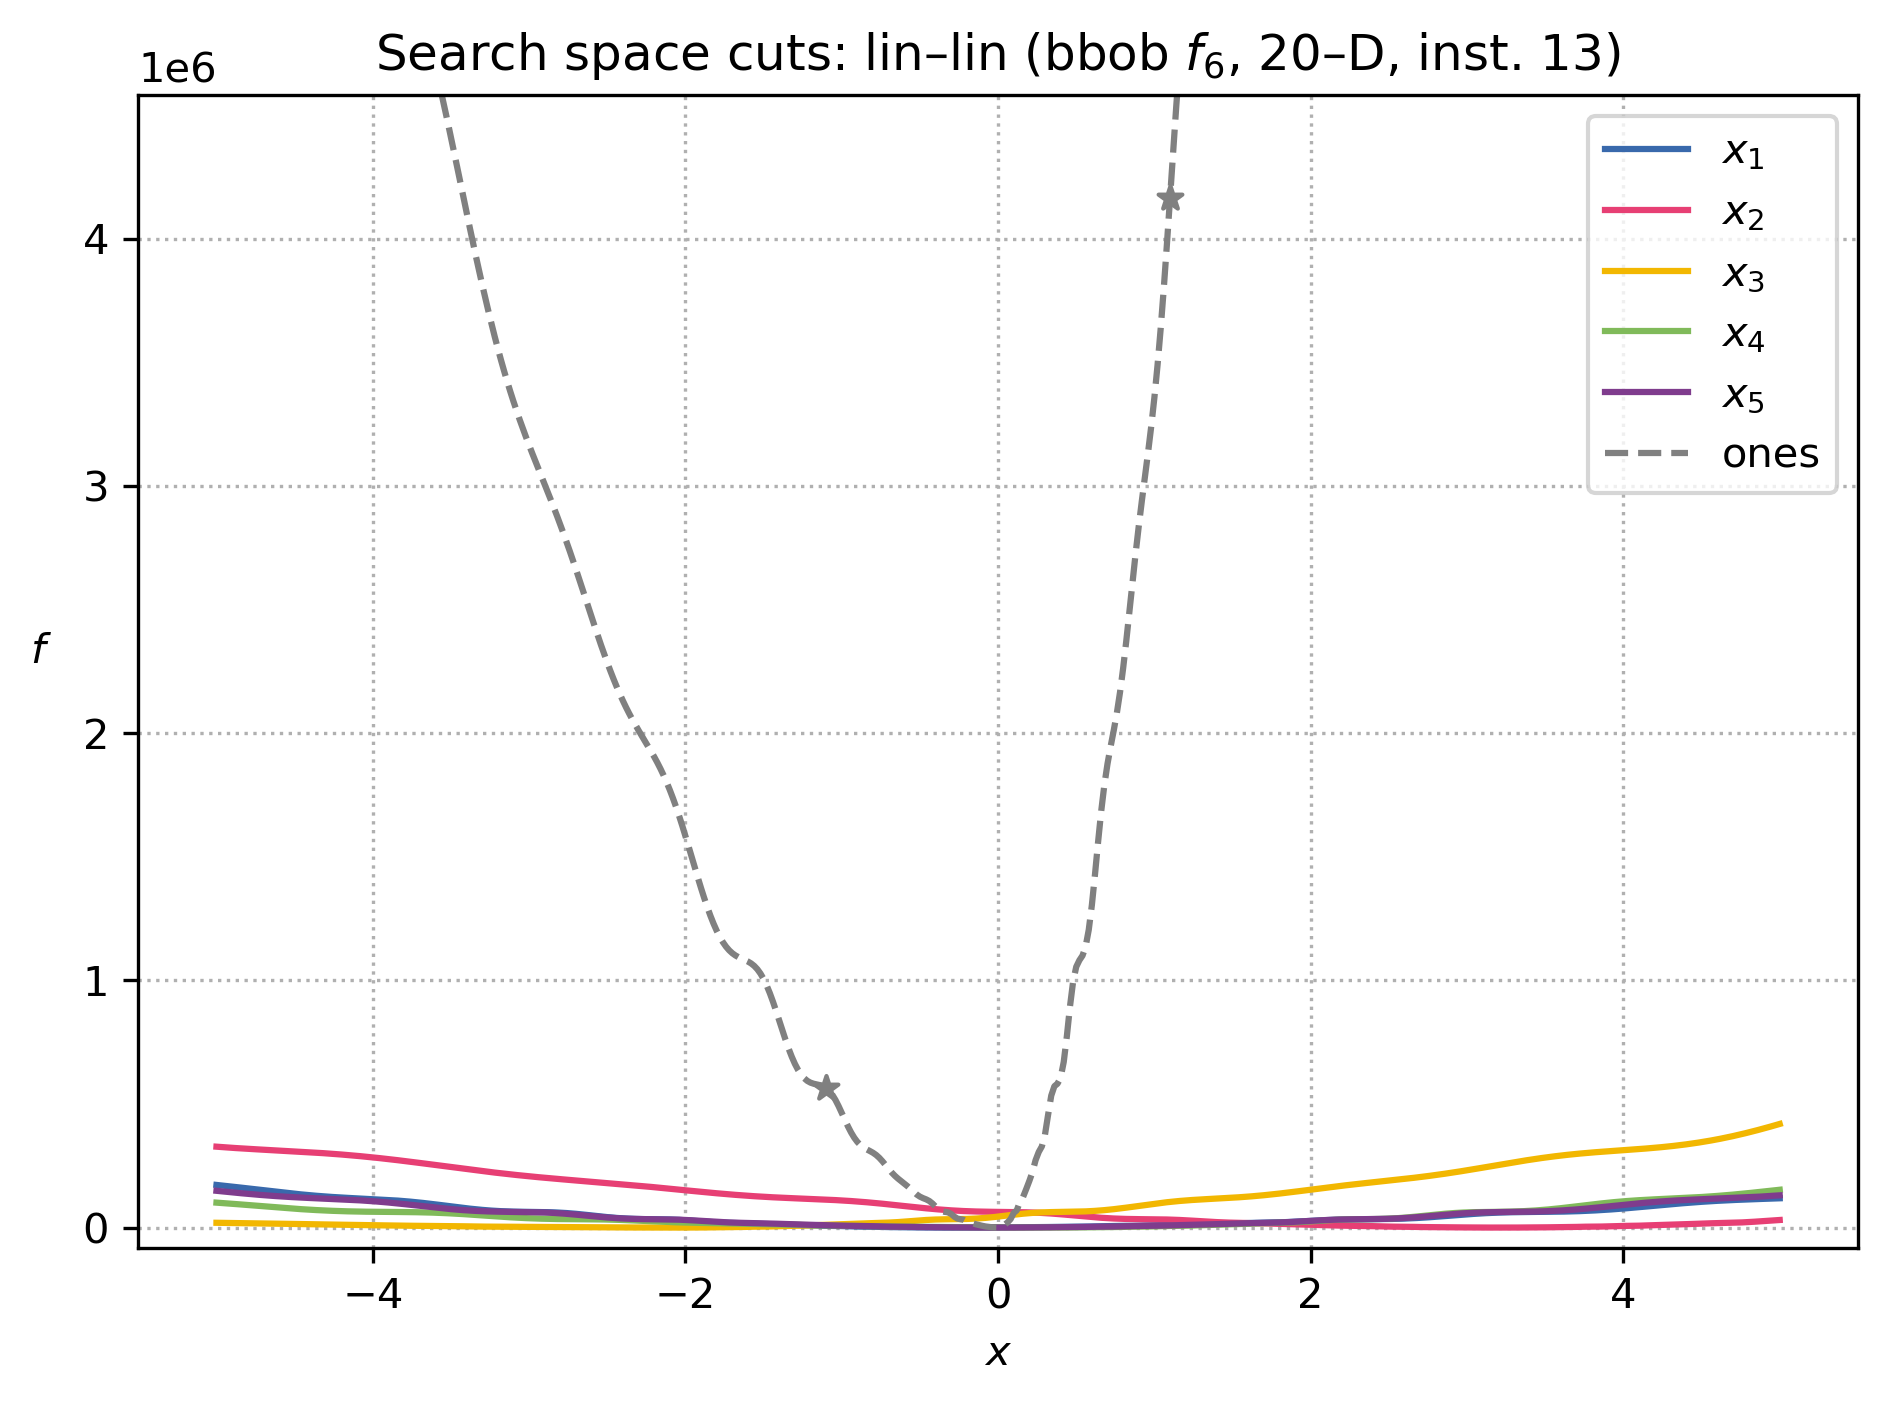 Search space cuts: lin–lin (bbob f₆, 20–D, inst. 13)
1e6
x₁
x₂
x₃
x₄
x₅
ones
4
3
2
1
0
f
−4 −2 0 2 4
x